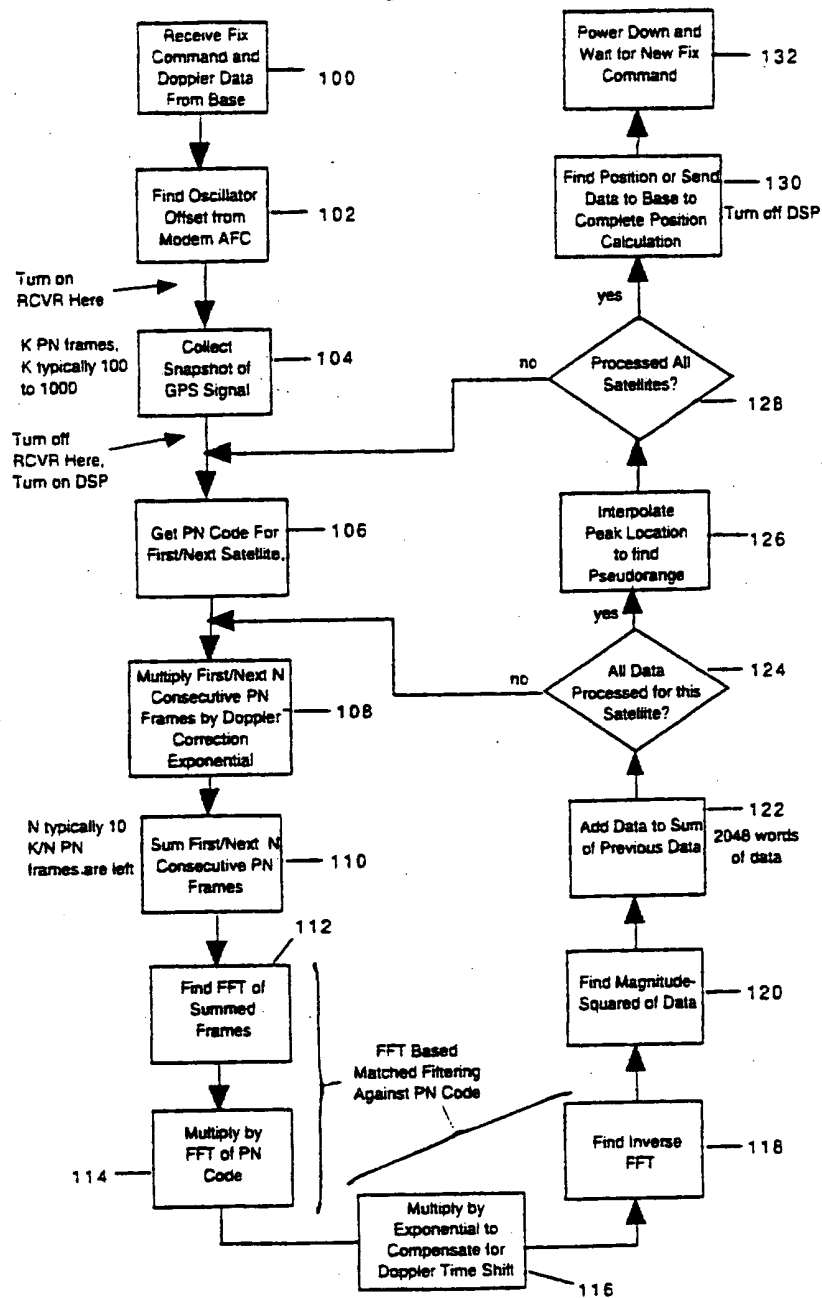 Receive Fix
Command and
Doppler Data
From Base
100
Find Oscillator
Offset from
Modem AFC
102
Turn on
RCVR Here
K PN frames,
K typically 100
to 1000
Collect
Snapshot of
GPS Signal
104
Turn off
RCVR Here,
Turn on DSP
Get PN Code For
First/Next Satellite.
106
Multiply First/Next N
Consecutive PN
Frames by Doppler
Correction
Exponential
108
N typically 10
K/N PN
frames.are left
Sum First/Next N
Consecutive PN
Frames
110
112
Find FFT of
Summed
Frames
FFT Based
Matched Filtering
Against PN Code
Multiply by
FFT of PN
Code
114
Multiply by
Exponential to
Compensate for
Doppler Time Shift
116
Find Inverse
FFT
118
Find Magnitude-
Squared of Data
120
Add Data to Sum
of Previous Data
122
2048 words
of data
All Data
Processed for this
Satellite?
124
no
yes
Interpolate
Peak Location
to find
Pseudorange
126
Processed All
Satellites?
128
no
yes
Find Position or Send
Data to Base to
Complete Position
Calculation
130
Turn off DSP
Power Down and
Wait for New Fix
Command
132